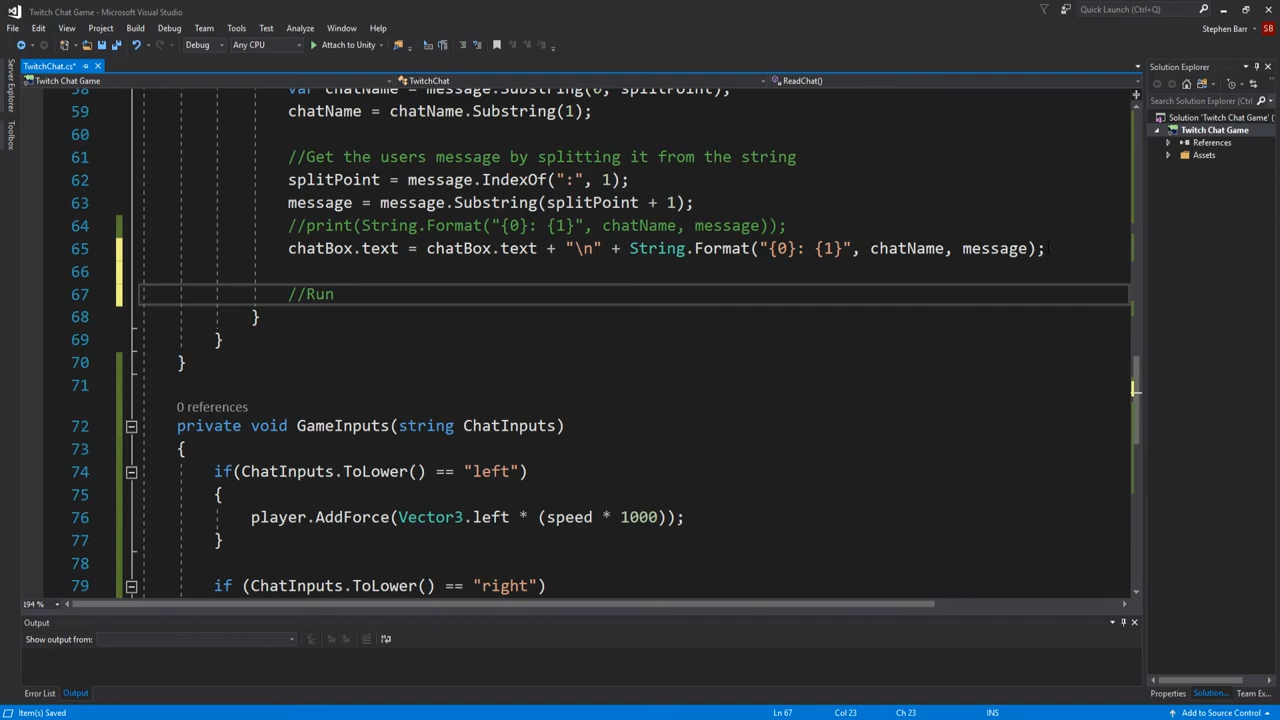 Twitch Chat Game - Microsoft Visual Studio
Quick Launch (Ctrl+Q)
File Edit View Project Build Debug Team Tools Test Analyze Window Help
Stephen Barr SB
Debug Any CPU Attach to Unity
TwitchChat.cs*
Solution Explorer
Twitch Chat Game TwitchChat ReadChat()
Server Explorer
Toolbox
Search Solution Explorer (Ctrl
Solution 'Twitch Chat Game' (
Twitch Chat Game
References
Assets
58 var chatName = message.Substring(0, splitPoint);
59 chatName = chatName.Substring(1);
60
61 //Get the users message by splitting it from the string
62 splitPoint = message.IndexOf(":", 1);
63 message = message.Substring(splitPoint + 1);
64 //print(String.Format("{0}: {1}", chatName, message));
65 chatBox.text = chatBox.text + "\n" + String.Format("{0}: {1}", chatName, message);
66
67 //Run
68 }
69 }
70 }
71
0 references
72 private void GameInputs(string ChatInputs)
73 {
74 if(ChatInputs.ToLower() == "left")
75 {
76 player.AddForce(Vector3.left * (speed * 1000));
77 }
78
79 if (ChatInputs.ToLower() == "right")
194 %
Output
Show output from:
Error List Output
Properties Solution... Team Ex...
Item(s) Saved Ln 67 Col 23 Ch 23 INS Add to Source Control